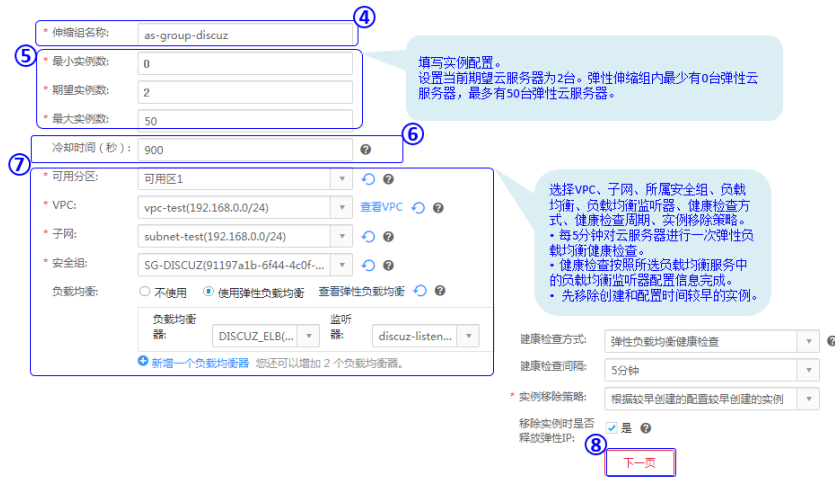 ④
* 伸缩组名称: as-group-discuz
⑤
* 最小实例数: 0
* 期望实例数: 2
* 最大实例数: 50
填写实例配置。
设置当前期望云服务器为2台。弹性伸缩组内最少有0台弹性云
服务器，最多有50台弹性云服务器。
⑥
冷却时间（秒）: 900
⑦
* 可用分区: 可用区1
* VPC: vpc-test(192.168.0.0/24) 查看VPC
* 子网: subnet-test(192.168.0.0/24)
* 安全组: SG-DISCUZ(91197a1b-6f44-4c0f-...
负载均衡: 不使用 使用弹性负载均衡 查看弹性负载均衡
负载均衡
器: DISCUZ_ELB(...
监听
器: discuz-listen...
新增一个负载均衡器 您还可以增加 2 个负载均衡器。
选择VPC、子网、所属安全组、负载
均衡、负载均衡监听器、健康检查方
式、健康检查周期、实例移除策略。
• 每5分钟对云服务器进行一次弹性负
载均衡健康检查。
• 健康检查按照所选负载均衡服务中
的负载均衡监听器配置信息完成。
• 先移除创建和配置时间较早的实例。
健康检查方式: 弹性负载均衡健康检查
健康检查间隔: 5分钟
* 实例移除策略: 根据较早创建的配置较早创建的实例
移除实例时是否
释放弹性IP: 是
⑧
下一页